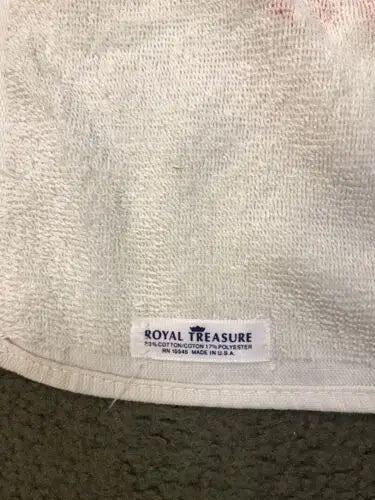 ROYAL TREASURE
83% COTTON/COTON 17% POLYESTER
RN 15545 MADE IN U.S.A.